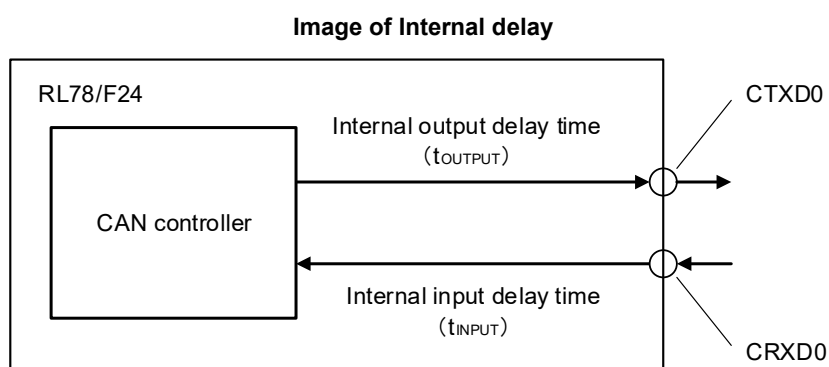 Image of Internal delay
RL78/F24
CTXD0
Internal output delay time
（tOUTPUT）
CAN controller
Internal input delay time
（tINPUT）
CRXD0